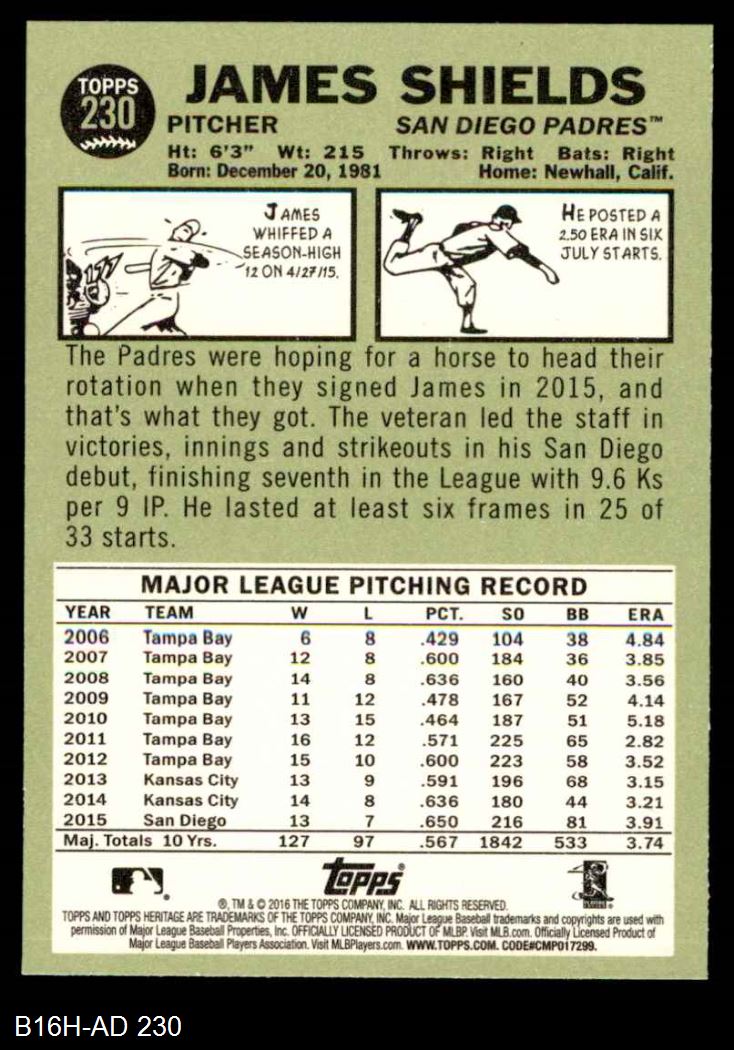 TOPPS
230
JAMES SHIELDS
PITCHER SAN DIEGO PADRES™
Ht: 6'3" Wt: 215 Throws: Right Bats: Right
Born: December 20, 1981 Home: Newhall, Calif.
JAMES
WHIFFED A
SEASON-HIGH
12 ON 4/27/15.
HE POSTED A
2.50 ERA IN SIX
JULY STARTS.
The Padres were hoping for a horse to head their
rotation when they signed James in 2015, and
that's what they got. The veteran led the staff in
victories, innings and strikeouts in his San Diego
debut, finishing seventh in the League with 9.6 Ks
per 9 IP. He lasted at least six frames in 25 of
33 starts.
MAJOR LEAGUE PITCHING RECORD
YEAR TEAM W L PCT. SO BB ERA
2006 Tampa Bay 6 8 .429 104 38 4.84
2007 Tampa Bay 12 8 .600 184 36 3.85
2008 Tampa Bay 14 8 .636 160 40 3.56
2009 Tampa Bay 11 12 .478 167 52 4.14
2010 Tampa Bay 13 15 .464 187 51 5.18
2011 Tampa Bay 16 12 .571 225 65 2.82
2012 Tampa Bay 15 10 .600 223 58 3.52
2013 Kansas City 13 9 .591 196 68 3.15
2014 Kansas City 14 8 .636 180 44 3.21
2015 San Diego 13 7 .650 216 81 3.91
Maj. Totals 10 Yrs. 127 97 .567 1842 533 3.74
Topps®
®, TM & © 2016 THE TOPPS COMPANY, INC. ALL RIGHTS RESERVED.
TOPPS AND TOPPS HERITAGE ARE TRADEMARKS OF THE TOPPS COMPANY, INC. Major League Baseball trademarks and copyrights are used with
permission of Major League Baseball Properties, Inc. OFFICIALLY LICENSED PRODUCT OF MLBP. Visit MLB.com. Officially Licensed Product of
Major League Baseball Players Association. Visit MLBPlayers.com. WWW.TOPPS.COM. CODE#CMP017299.
B16H-AD 230